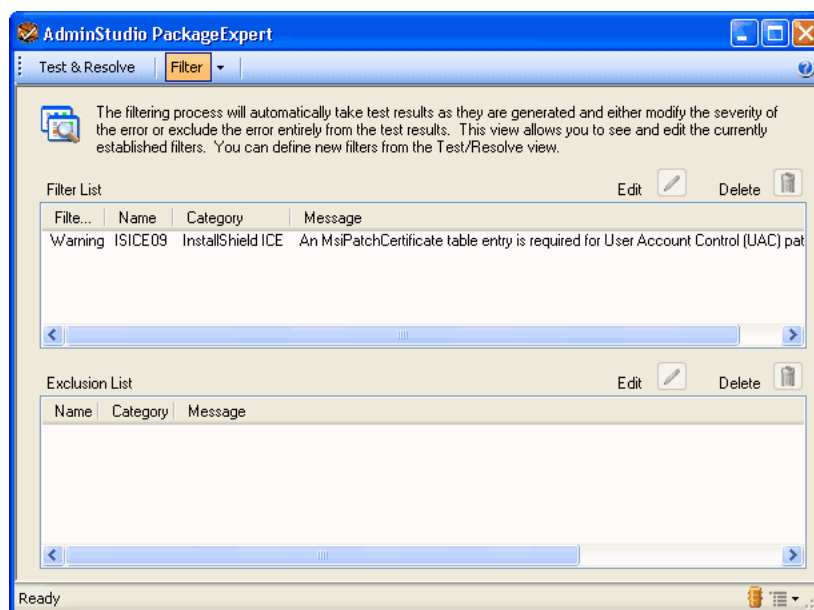 AdminStudio PackageExpert
Test & Resolve Filter
The filtering process will automatically take test results as they are generated and either modify the severity of
the error or exclude the error entirely from the test results. This view allows you to see and edit the currently
established filters. You can define new filters from the Test/Resolve view.
Filter List Edit Delete
Filte... Name Category Message
Warning ISICE09 InstallShield ICE An MsiPatchCertificate table entry is required for User Account Control (UAC) pat
Exclusion List Edit Delete
Name Category Message
Ready